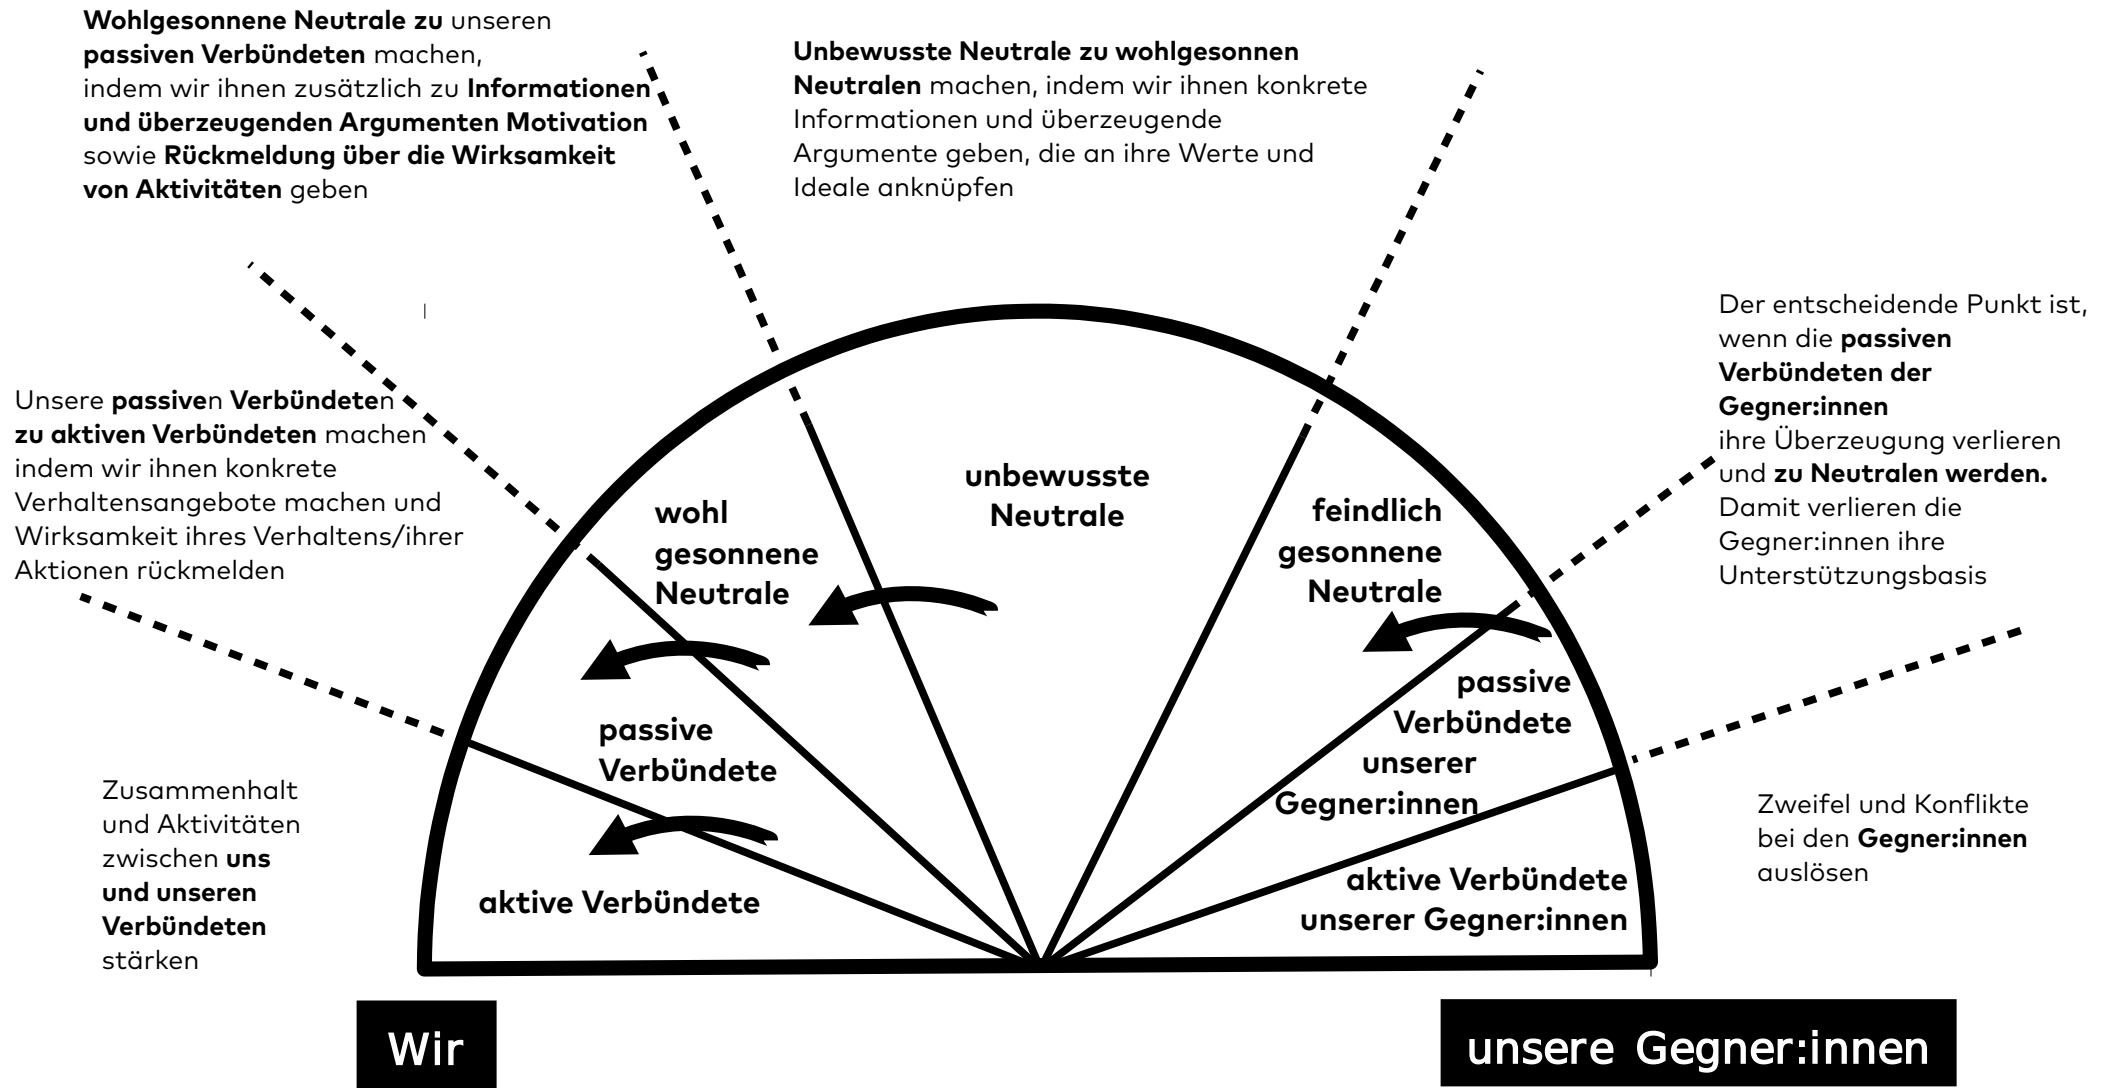 Wohlgesonnene Neutrale zu unseren
passiven Verbündeten machen,
indem wir ihnen zusätzlich zu Informationen
und überzeugenden Argumenten Motivation
sowie Rückmeldung über die Wirksamkeit
von Aktivitäten geben
Unbewusste Neutrale zu wohlgesonnen
Neutralen machen, indem wir ihnen konkrete
Informationen und überzeugende
Argumente geben, die an ihre Werte und
Ideale anknüpfen
Der entscheidende Punkt ist,
wenn die passiven
Verbündeten der
Gegner:innen
ihre Überzeugung verlieren
und zu Neutralen werden.
Damit verlieren die
Gegner:innen ihre
Unterstützungsbasis
Unsere passiven Verbündeten
zu aktiven Verbündeten machen
indem wir ihnen konkrete
Verhaltensangebote machen und
Wirksamkeit ihres Verhaltens/ihrer
Aktionen rückmelden
wohl
gesonnene
Neutrale
unbewusste
Neutrale
feindlich
gesonnene
Neutrale
passive
Verbündete
passive
Verbündete
unserer
Gegner:innen
Zusammenhalt
und Aktivitäten
zwischen uns
und unseren
Verbündeten
stärken
aktive Verbündete
aktive Verbündete
unserer Gegner:innen
Zweifel und Konflikte
bei den Gegner:innen
auslösen
Wir
unsere Gegner:innen